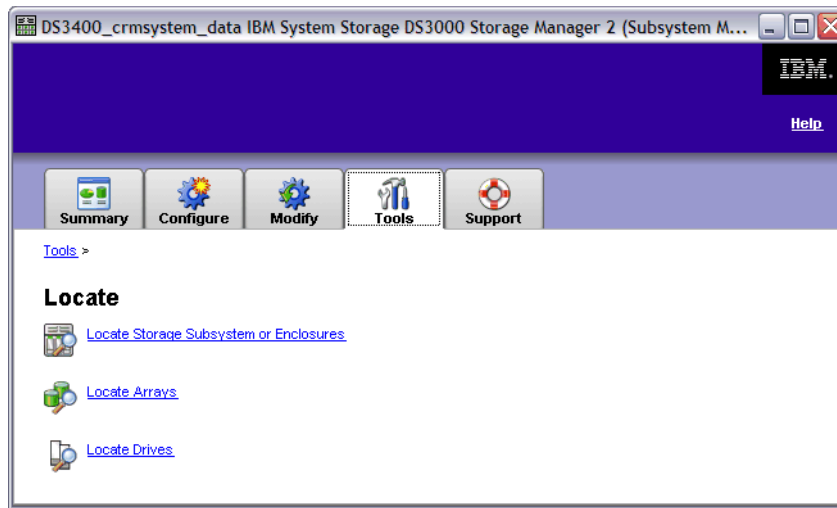 DS3400_crmsystem_data IBM System Storage DS3000 Storage Manager 2 (Subsystem M...
IBM.
Help
Summary Configure Modify Tools Support
Tools >
Locate
Locate Storage Subsystem or Enclosures
Locate Arrays
Locate Drives